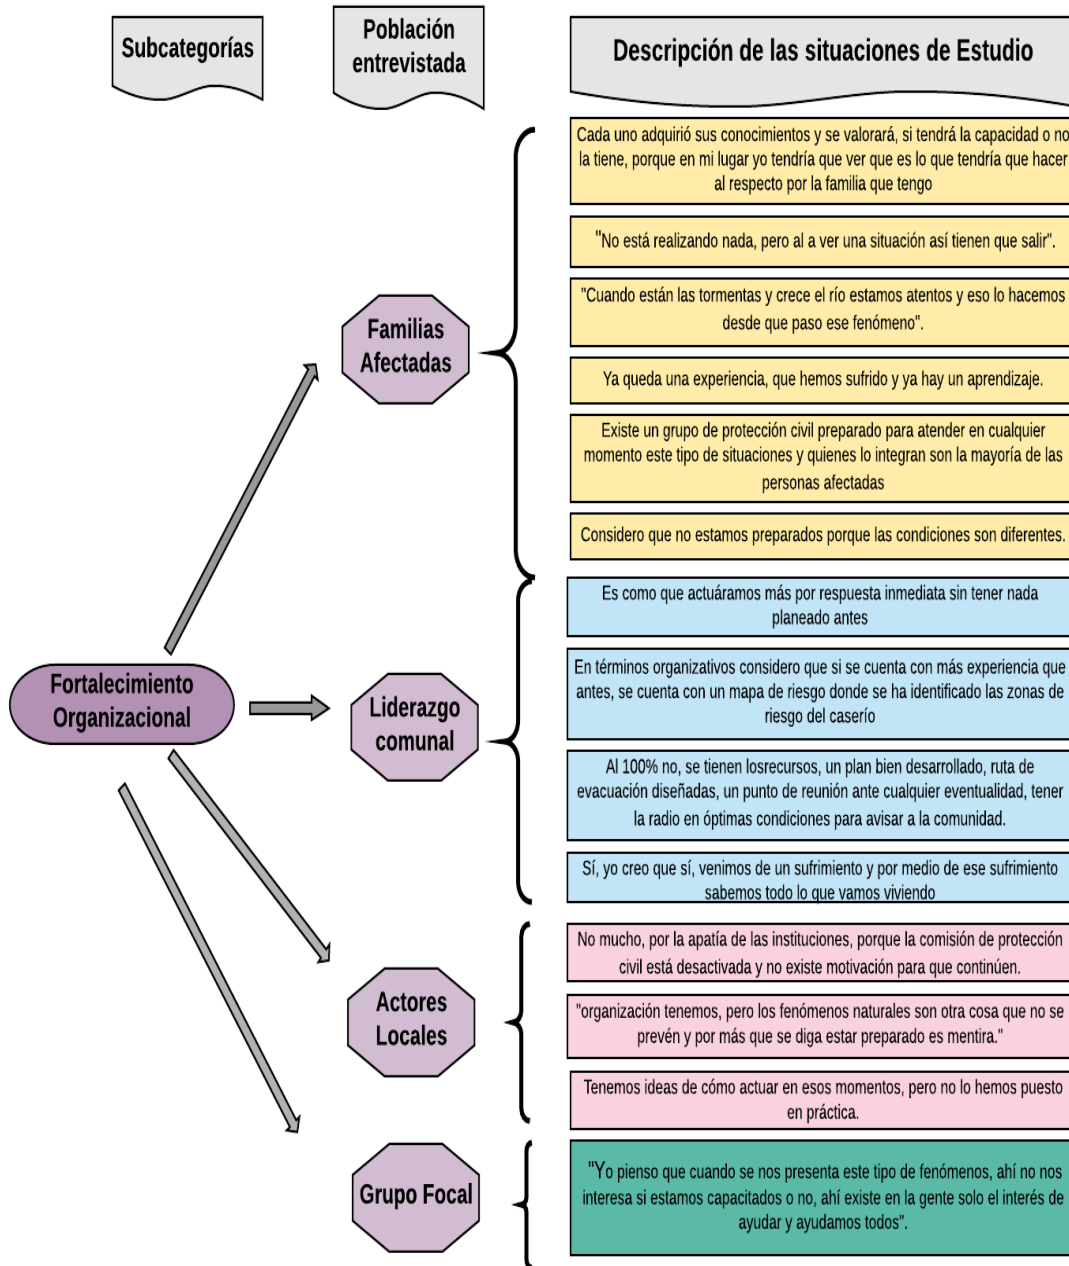 Subcategorías
Población
entrevistada
Descripción de las situaciones de Estudio
Fortalecimiento
Organizacional
Familias
Afectadas
Cada uno adquirió sus conocimientos y se valorará, si tendrá la capacidad o no
la tiene, porque en mi lugar yo tendría que ver que es lo que tendría que hacer
al respecto por la familia que tengo
"No está realizando nada, pero al a ver una situación así tienen que salir".
"Cuando están las tormentas y crece el río estamos atentos y eso lo hacemos
desde que paso ese fenómeno".
Ya queda una experiencia, que hemos sufrido y ya hay un aprendizaje.
Existe un grupo de protección civil preparado para atender en cualquier
momento este tipo de situaciones y quienes lo integran son la mayoría de las
personas afectadas
Considero que no estamos preparados porque las condiciones son diferentes.
Liderazgo
comunal
Es como que actuáramos más por respuesta inmediata sin tener nada
planeado antes
En términos organizativos considero que si se cuenta con más experiencia que
antes, se cuenta con un mapa de riesgo donde se ha identificado las zonas de
riesgo del caserío
Al 100% no, se tienen losrecursos, un plan bien desarrollado, ruta de
evacuación diseñadas, un punto de reunión ante cualquier eventualidad, tener
la radio en óptimas condiciones para avisar a la comunidad.
Sí, yo creo que sí, venimos de un sufrimiento y por medio de ese sufrimiento
sabemos todo lo que vamos viviendo
Actores
Locales
No mucho, por la apatía de las instituciones, porque la comisión de protección
civil está desactivada y no existe motivación para que continúen.
"organización tenemos, pero los fenómenos naturales son otra cosa que no se
prevén y por más que se diga estar preparado es mentira."
Tenemos ideas de cómo actuar en esos momentos, pero no lo hemos puesto
en práctica.
Grupo Focal
"Yo pienso que cuando se nos presenta este tipo de fenómenos, ahí no nos
interesa si estamos capacitados o no, ahí existe en la gente solo el interés de
ayudar y ayudamos todos".